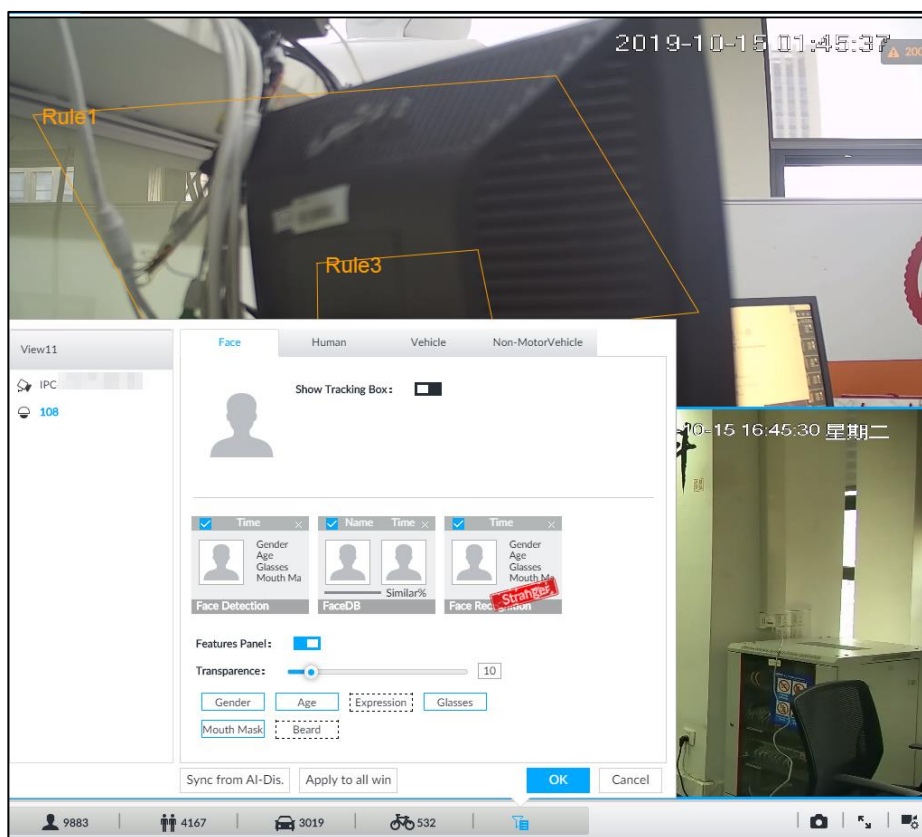 2019-10-15 01:45:37
200
Rule1
Rule3
View11
IPC
108
Face Human Vehicle Non-MotorVehicle
Show Tracking Box:
Time
Gender
Age
Glasses
Mouth Ma
Face Detection
Name Time
Similar%
FaceDB
Time
Gender
Age
Glasses
Mouth Ma
Stranger
Face Recognition
Features Panel:
Transparence: 10
Gender Age Expression Glasses
Mouth Mask Beard
Sync from AI-Dis. Apply to all win OK Cancel
-10-15 16:45:30 星期二
9883 4167 3019 532